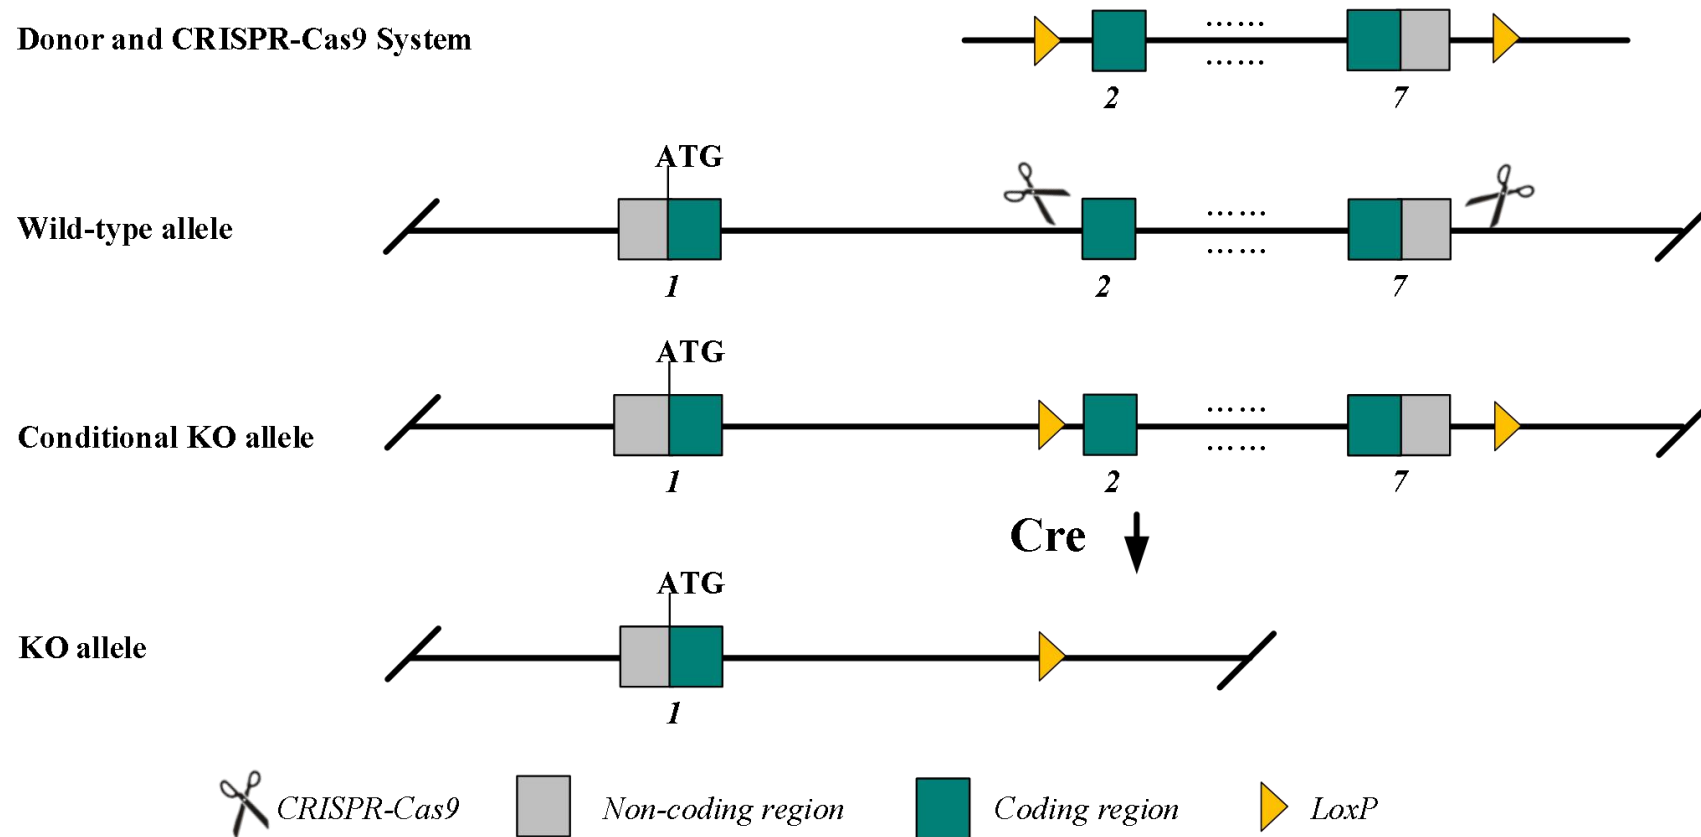 Donor and CRISPR-Cas9 System
……
……
2
7
ATG
Wild-type allele
……
……
1
2
7
ATG
Conditional KO allele
……
……
1
2
7
Cre
ATG
KO allele
1
CRISPR-Cas9
Non-coding region
Coding region
LoxP